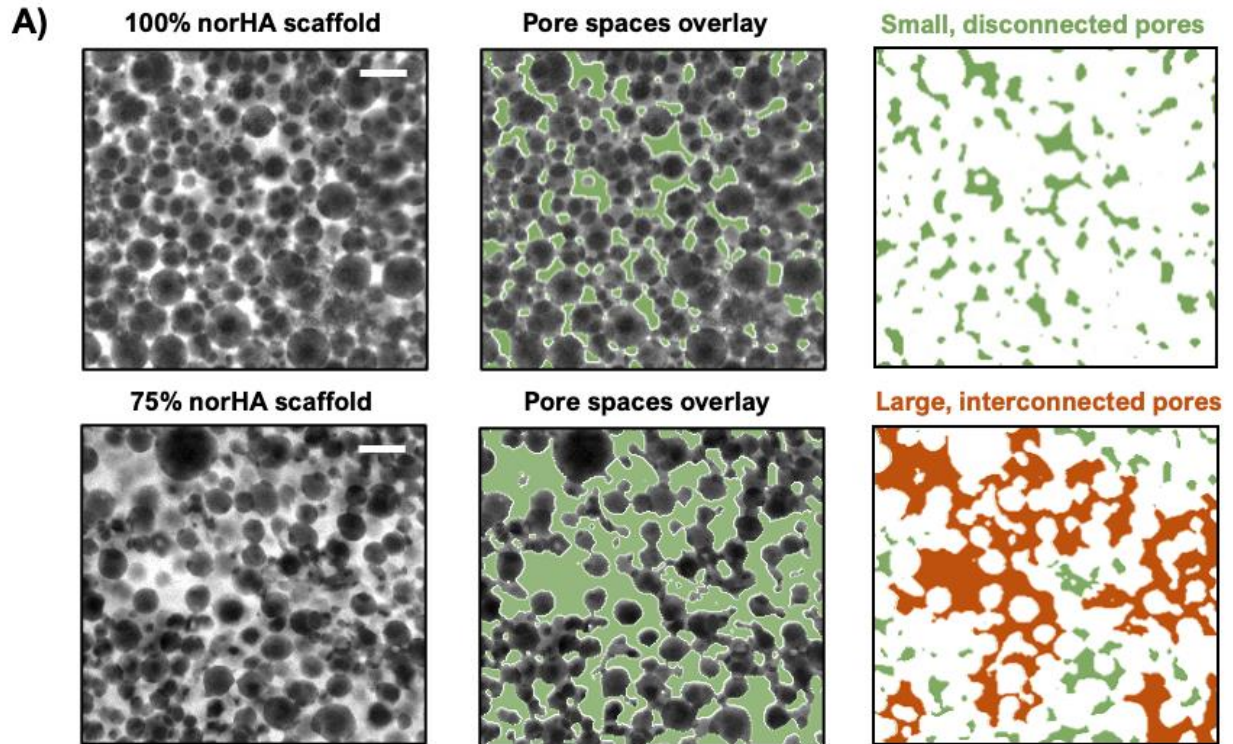 A)
100% norHA scaffold
Pore spaces overlay
Small, disconnected pores
75% norHA scaffold
Pore spaces overlay
Large, interconnected pores